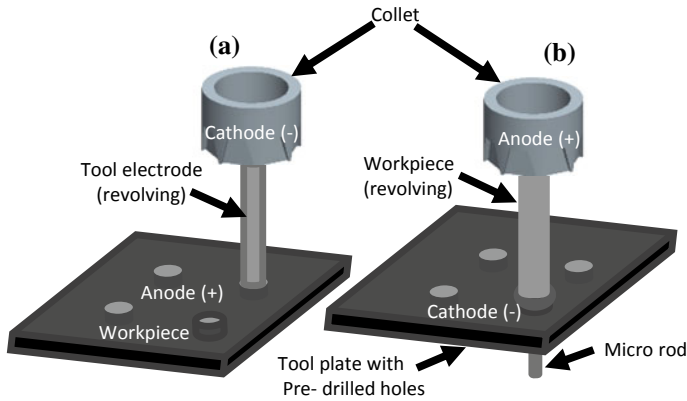 Collet
(a)
(b)
Cathode (-)
Anode (+)
Tool electrode
(revolving)
Workpiece
(revolving)
Anode (+)
Workpiece
Cathode (-)
Tool plate with
Pre- drilled holes
Micro rod